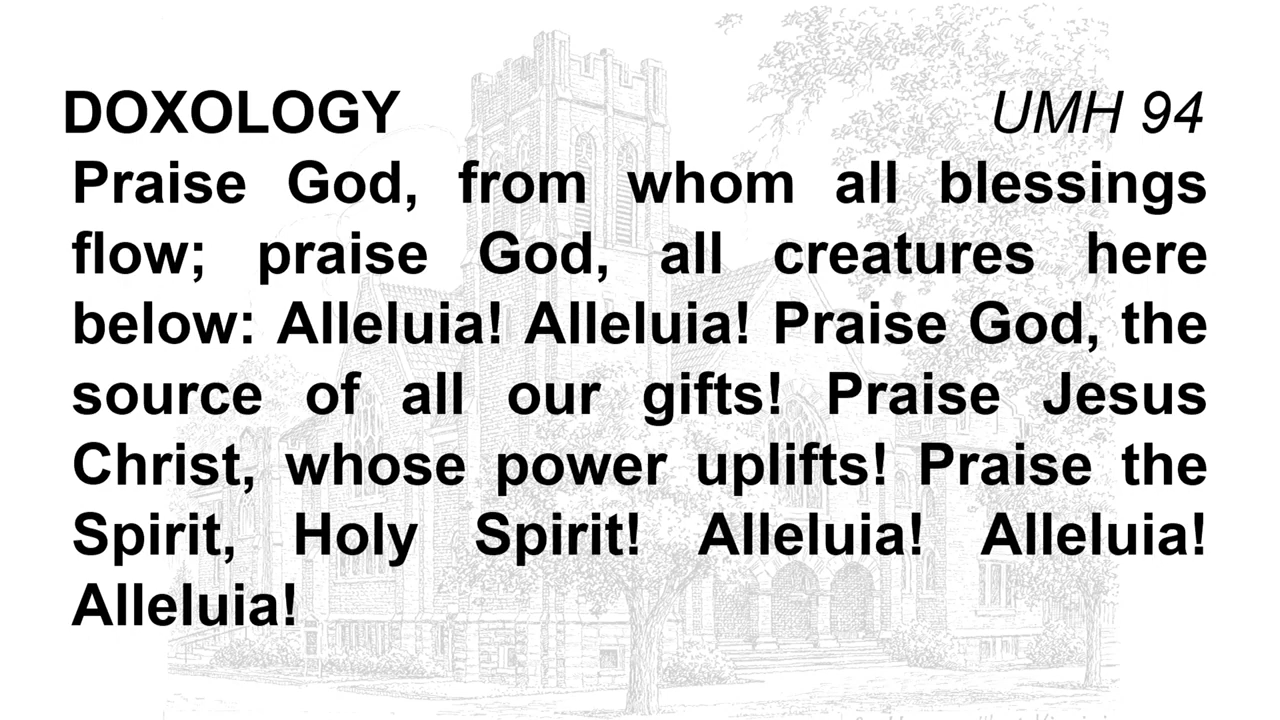 DOXOLOGY UMH 94
Praise God, from whom all blessings
flow; praise God, all creatures here
below: Alleluia! Alleluia! Praise God, the
source of all our gifts! Praise Jesus
Christ, whose power uplifts! Praise the
Spirit, Holy Spirit! Alleluia! Alleluia!
Alleluia!